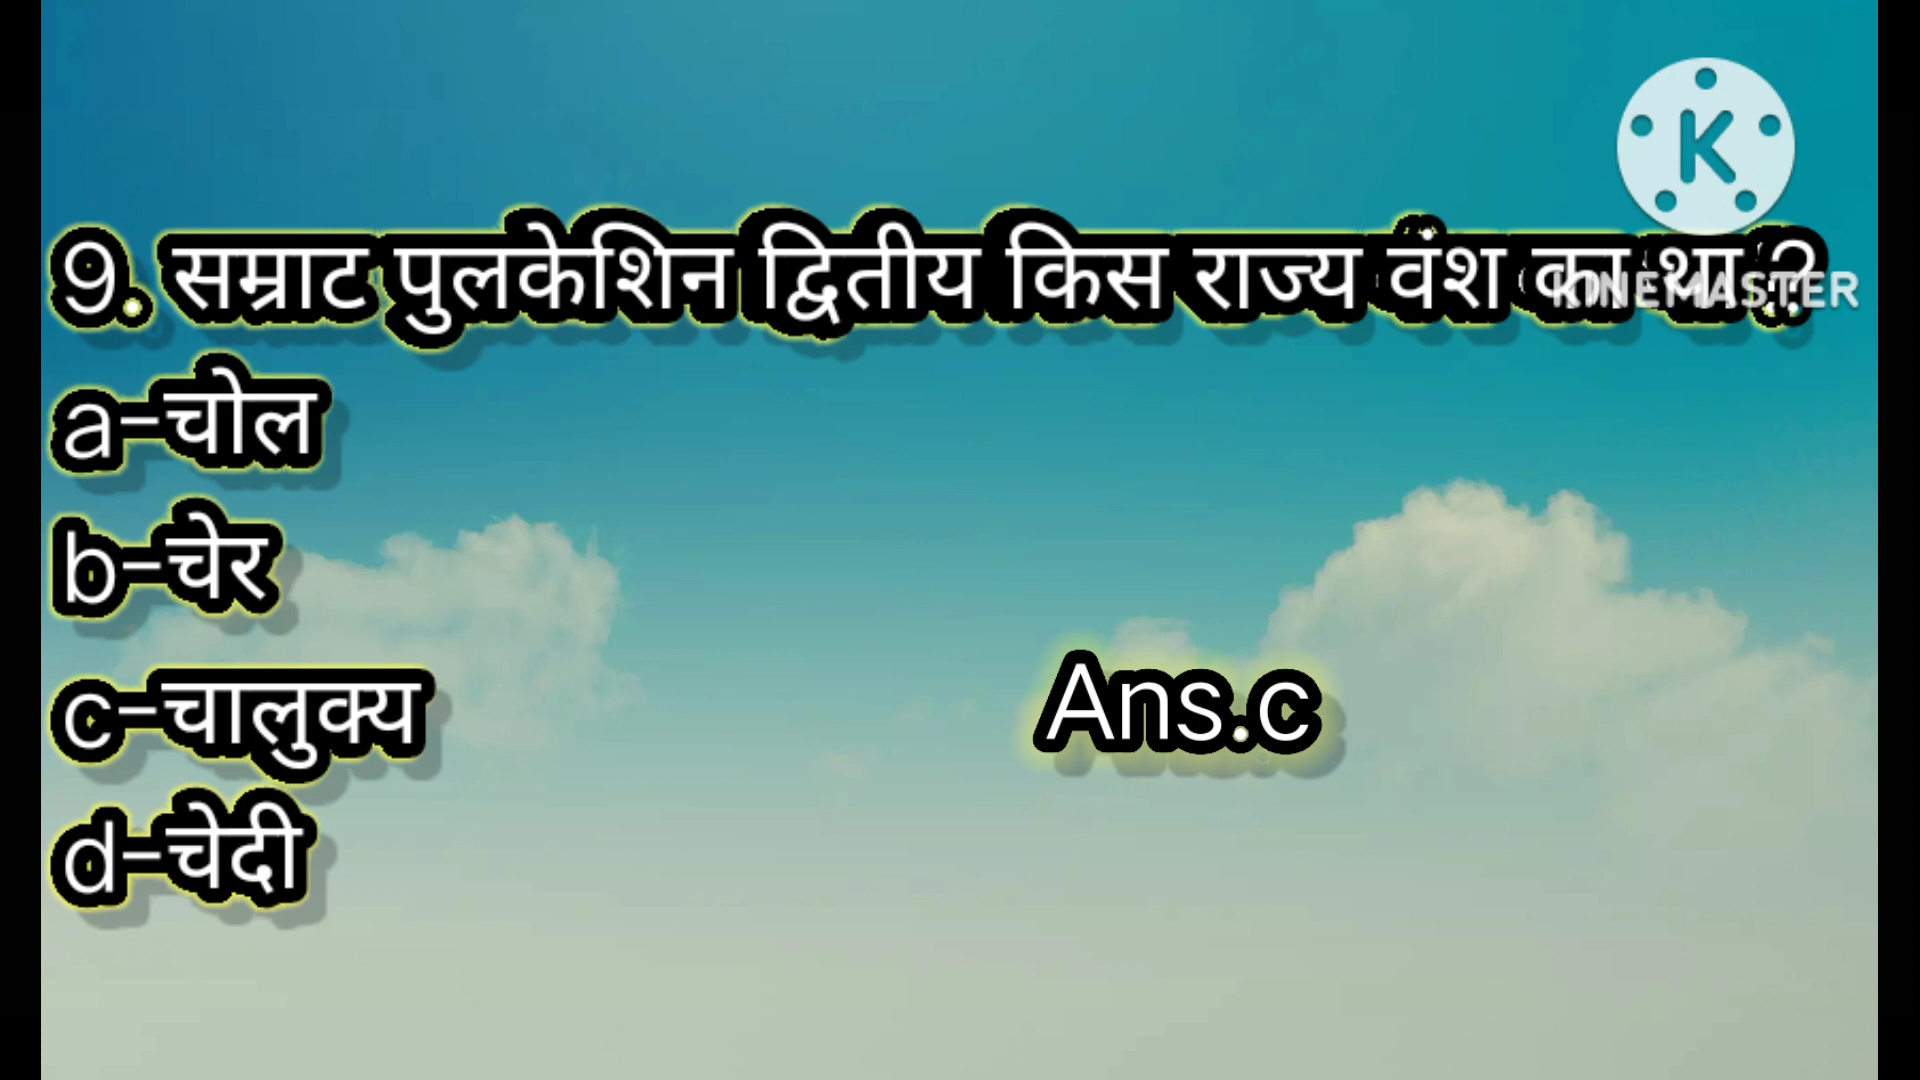 K
KINEMASTER
9. सम्राट पुलकेशिन द्वितीय किस राज्य वंश का था ?
a-चोल
b-चेर
c-चालुक्य
Ans.c
d-चेदी